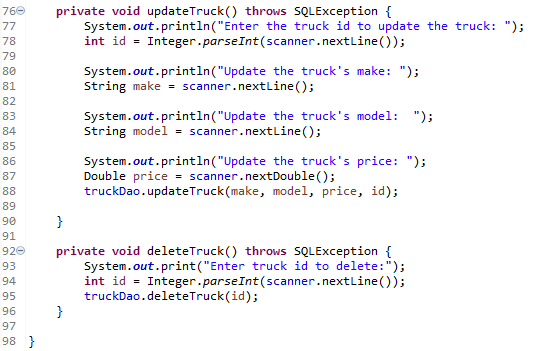 76    private void updateTruck() throws SQLException {
77        System.out.println("Enter the truck id to update the truck: ");
78        int id = Integer.parseInt(scanner.nextLine());
79
80        System.out.println("Update the truck's make: ");
81        String make = scanner.nextLine();
82
83        System.out.println("Update the truck's model:  ");
84        String model = scanner.nextLine();
85
86        System.out.println("Update the truck's price: ");
87        Double price = scanner.nextDouble();
88        truckDao.updateTruck(make, model, price, id);
89
90    }
91
92    private void deleteTruck() throws SQLException {
93        System.out.print("Enter truck id to delete:");
94        int id = Integer.parseInt(scanner.nextLine());
95        truckDao.deleteTruck(id);
96    }
97
98 }